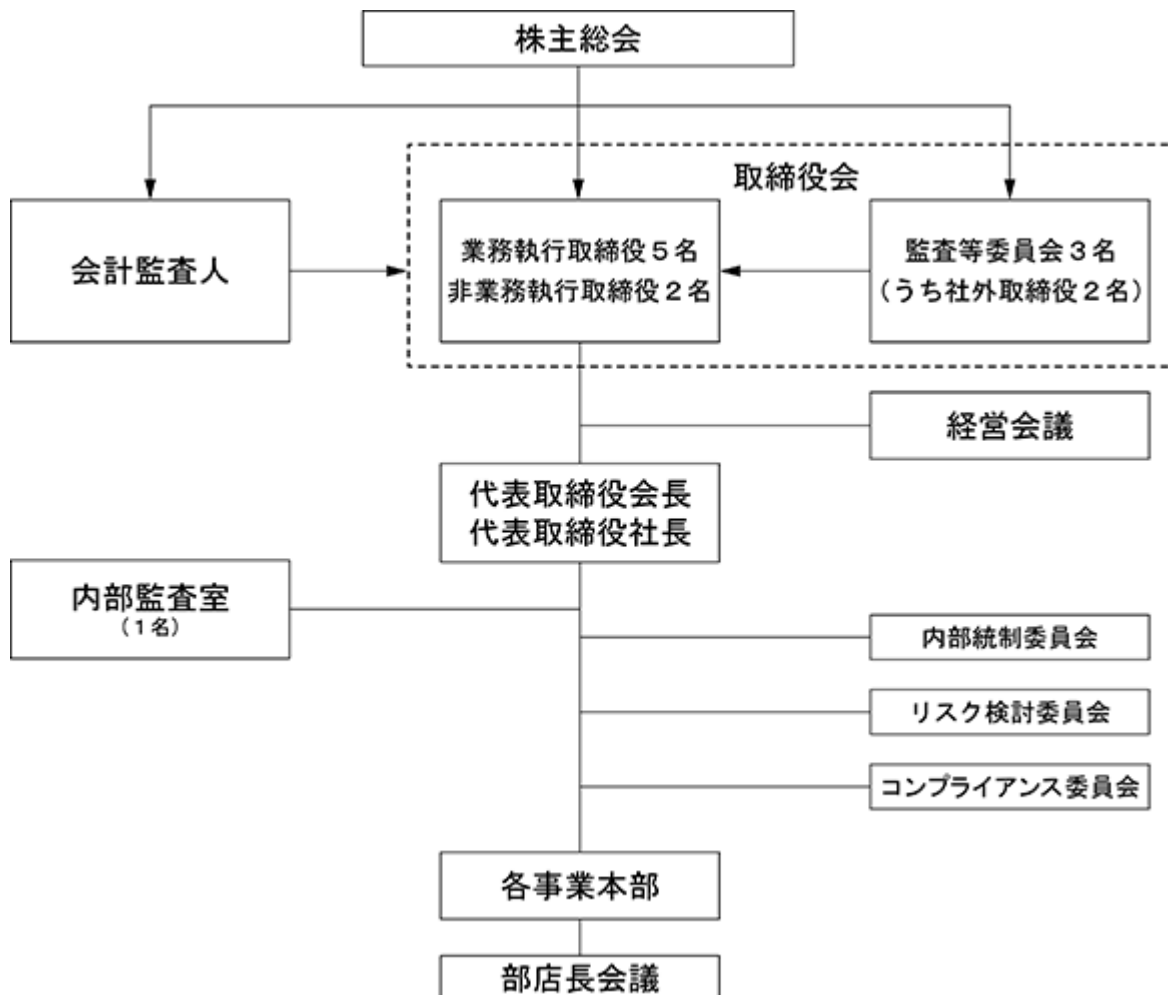 株主総会
取締役会
会計監査人
業務執行取締役5名
非業務執行取締役2名
監査等委員会3名
(うち社外取締役2名)
経営会議
代表取締役会長
代表取締役社長
内部監査室
(1名)
内部統制委員会
リスク検討委員会
コンプライアンス委員会
各事業本部
部店長会議